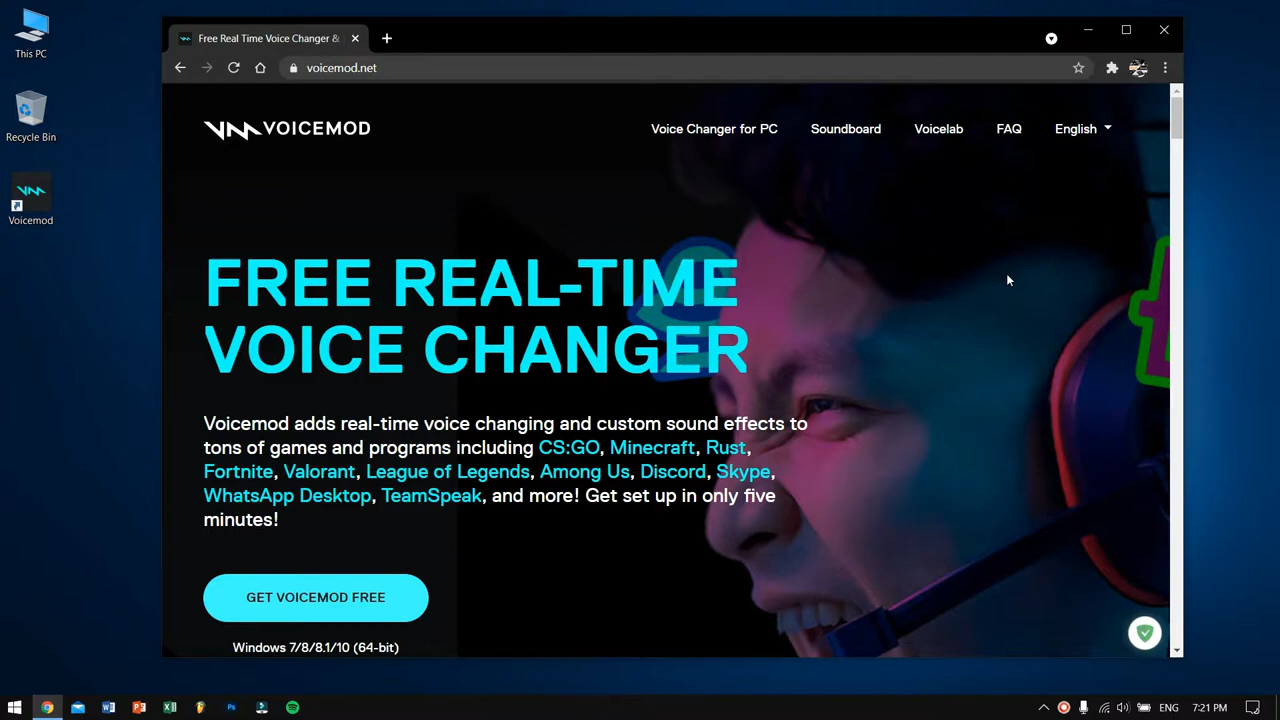 This PC
Recycle Bin
Voicemod
Free Real Time Voice Changer &
voicemod.net
VOICEMOD
Voice Changer for PC
Soundboard
Voicelab
FAQ
English
FREE REAL-TIME
VOICE CHANGER
Voicemod adds real-time voice changing and custom sound effects to
tons of games and programs including CS:GO, Minecraft, Rust,
Fortnite, Valorant, League of Legends, Among Us, Discord, Skype,
WhatsApp Desktop, TeamSpeak, and more! Get set up in only five
minutes!
GET VOICEMOD FREE
Windows 7/8/8.1/10 (64-bit)
ENG
7:21 PM